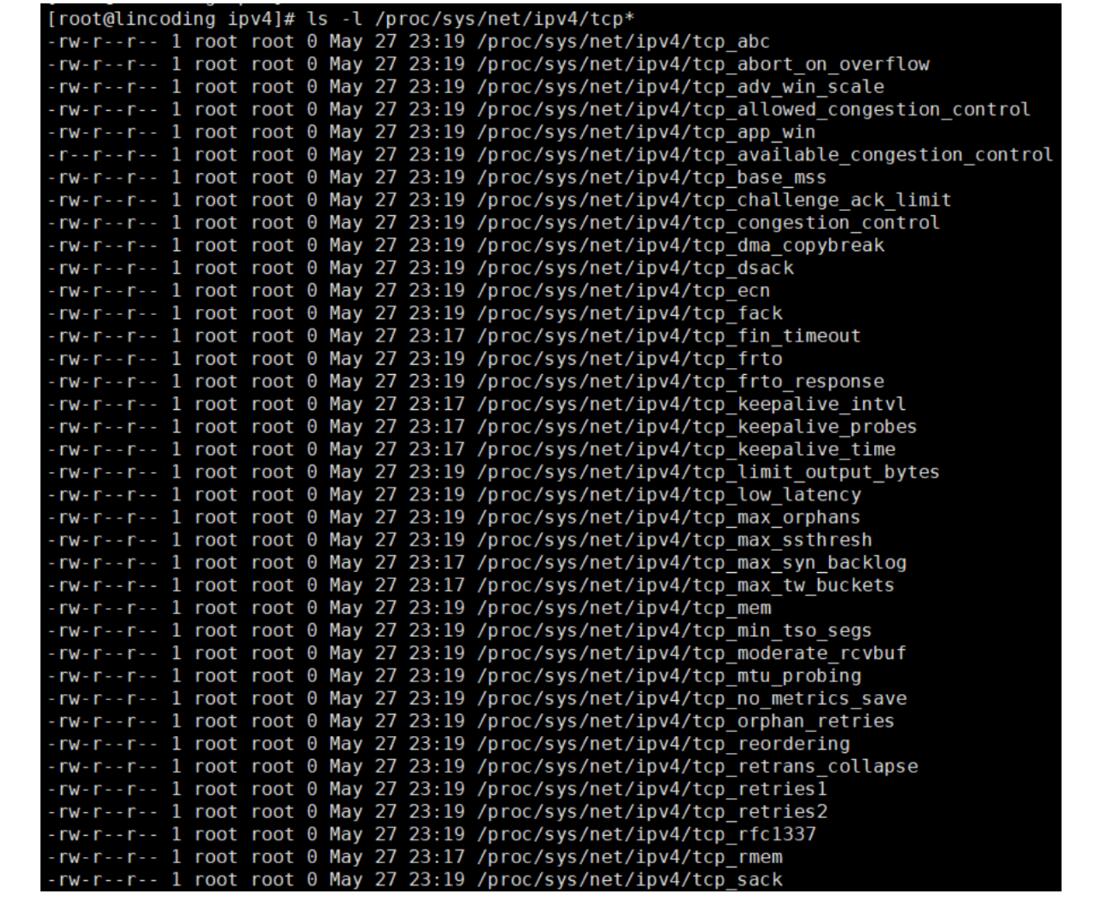 [root@lincoding ipv4]# ls -l /proc/sys/net/ipv4/tcp*
-rw-r--r-- 1 root root 0 May 27 23:19 /proc/sys/net/ipv4/tcp_abc
-rw-r--r-- 1 root root 0 May 27 23:19 /proc/sys/net/ipv4/tcp_abort_on_overflow
-rw-r--r-- 1 root root 0 May 27 23:19 /proc/sys/net/ipv4/tcp_adv_win_scale
-rw-r--r-- 1 root root 0 May 27 23:19 /proc/sys/net/ipv4/tcp_allowed_congestion_control
-rw-r--r-- 1 root root 0 May 27 23:19 /proc/sys/net/ipv4/tcp_app_win
-r--r--r-- 1 root root 0 May 27 23:19 /proc/sys/net/ipv4/tcp_available_congestion_control
-rw-r--r-- 1 root root 0 May 27 23:19 /proc/sys/net/ipv4/tcp_base_mss
-rw-r--r-- 1 root root 0 May 27 23:19 /proc/sys/net/ipv4/tcp_challenge_ack_limit
-rw-r--r-- 1 root root 0 May 27 23:19 /proc/sys/net/ipv4/tcp_congestion_control
-rw-r--r-- 1 root root 0 May 27 23:19 /proc/sys/net/ipv4/tcp_dma_copybreak
-rw-r--r-- 1 root root 0 May 27 23:19 /proc/sys/net/ipv4/tcp_dsack
-rw-r--r-- 1 root root 0 May 27 23:19 /proc/sys/net/ipv4/tcp_ecn
-rw-r--r-- 1 root root 0 May 27 23:19 /proc/sys/net/ipv4/tcp_fack
-rw-r--r-- 1 root root 0 May 27 23:17 /proc/sys/net/ipv4/tcp_fin_timeout
-rw-r--r-- 1 root root 0 May 27 23:19 /proc/sys/net/ipv4/tcp_frto
-rw-r--r-- 1 root root 0 May 27 23:19 /proc/sys/net/ipv4/tcp_frto_response
-rw-r--r-- 1 root root 0 May 27 23:17 /proc/sys/net/ipv4/tcp_keepalive_intvl
-rw-r--r-- 1 root root 0 May 27 23:17 /proc/sys/net/ipv4/tcp_keepalive_probes
-rw-r--r-- 1 root root 0 May 27 23:17 /proc/sys/net/ipv4/tcp_keepalive_time
-rw-r--r-- 1 root root 0 May 27 23:19 /proc/sys/net/ipv4/tcp_limit_output_bytes
-rw-r--r-- 1 root root 0 May 27 23:19 /proc/sys/net/ipv4/tcp_low_latency
-rw-r--r-- 1 root root 0 May 27 23:19 /proc/sys/net/ipv4/tcp_max_orphans
-rw-r--r-- 1 root root 0 May 27 23:19 /proc/sys/net/ipv4/tcp_max_ssthresh
-rw-r--r-- 1 root root 0 May 27 23:17 /proc/sys/net/ipv4/tcp_max_syn_backlog
-rw-r--r-- 1 root root 0 May 27 23:17 /proc/sys/net/ipv4/tcp_max_tw_buckets
-rw-r--r-- 1 root root 0 May 27 23:19 /proc/sys/net/ipv4/tcp_mem
-rw-r--r-- 1 root root 0 May 27 23:19 /proc/sys/net/ipv4/tcp_min_tso_segs
-rw-r--r-- 1 root root 0 May 27 23:19 /proc/sys/net/ipv4/tcp_moderate_rcvbuf
-rw-r--r-- 1 root root 0 May 27 23:19 /proc/sys/net/ipv4/tcp_mtu_probing
-rw-r--r-- 1 root root 0 May 27 23:19 /proc/sys/net/ipv4/tcp_no_metrics_save
-rw-r--r-- 1 root root 0 May 27 23:19 /proc/sys/net/ipv4/tcp_orphan_retries
-rw-r--r-- 1 root root 0 May 27 23:19 /proc/sys/net/ipv4/tcp_reordering
-rw-r--r-- 1 root root 0 May 27 23:19 /proc/sys/net/ipv4/tcp_retrans_collapse
-rw-r--r-- 1 root root 0 May 27 23:19 /proc/sys/net/ipv4/tcp_retries1
-rw-r--r-- 1 root root 0 May 27 23:19 /proc/sys/net/ipv4/tcp_retries2
-rw-r--r-- 1 root root 0 May 27 23:19 /proc/sys/net/ipv4/tcp_rfc1337
-rw-r--r-- 1 root root 0 May 27 23:17 /proc/sys/net/ipv4/tcp_rmem
-rw-r--r-- 1 root root 0 May 27 23:19 /proc/sys/net/ipv4/tcp_sack